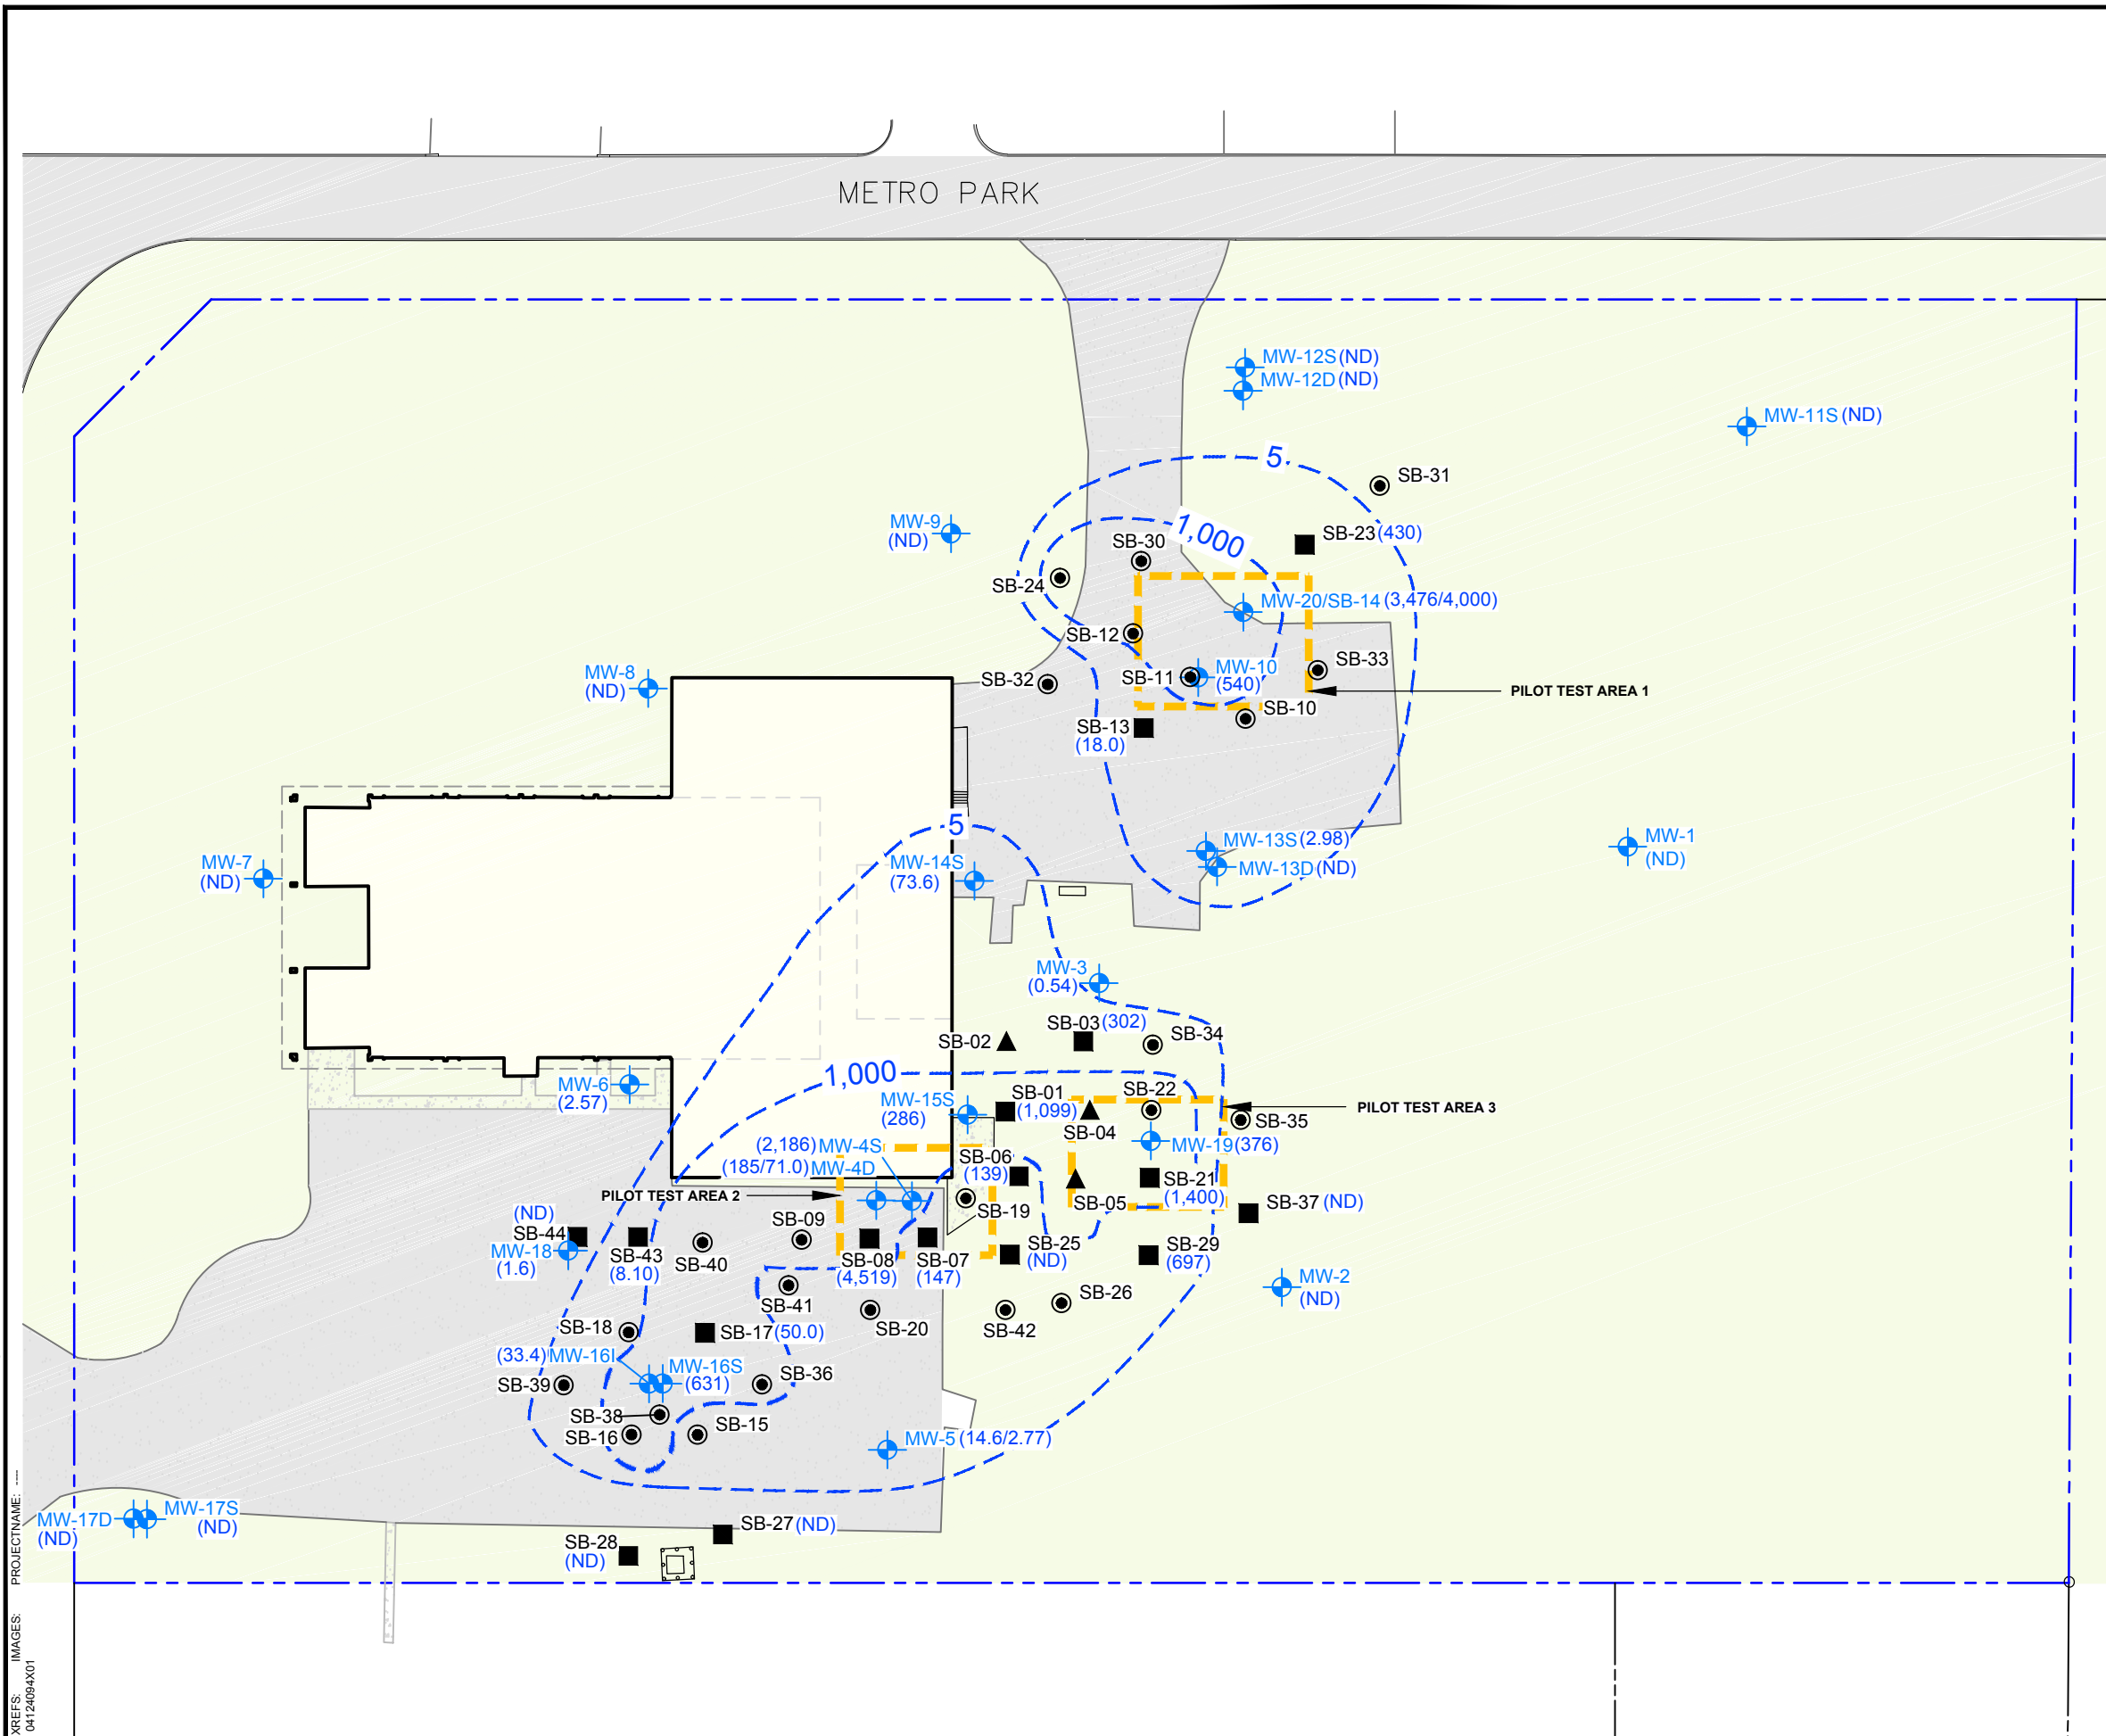 METRO PARK
MW-12S (ND)
MW-12D (ND)
MW-11S (ND)
5
SB-31
1,000
MW-9
(ND)
SB-23 (430)
SB-30
SB-24
MW-20/SB-14 (3,476/4,000)
SB-12
SB-33
MW-8
(ND)
SB-32
SB-11
MW-10
(540)
PILOT TEST AREA 1
SB-10
SB-13
(18.0)
5
MW-13S (2.98)
MW-1
(ND)
MW-7
(ND)
MW-14S
(73.6)
MW-13D (ND)
MW-3
(0.54)
SB-03 (302)
SB-02
SB-34
1,000
MW-6
(2.57)
MW-15S
(286)
SB-01
(1,099)
SB-22
SB-04
PILOT TEST AREA 3
SB-35
(2,186) MW-4S
(185/71.0) MW-4D
SB-06
(139)
MW-19 (376)
PILOT TEST AREA 2
SB-05
SB-21
(1,400)
SB-37 (ND)
SB-19
(ND)
SB-44
MW-18
(1.6)
SB-43
(8.10)
SB-40
SB-09
SB-08
(4,519)
SB-07
(147)
SB-25
(ND)
SB-29
(697)
MW-2
(ND)
SB-41
SB-20
SB-42
SB-26
SB-18
SB-17 (50.0)
(33.4) MW-16I
MW-16S
(631)
SB-36
SB-39
SB-38
SB-16
SB-15
MW-5 (14.6/2.77)
MW-17D
(ND)
MW-17S
(ND)
SB-27 (ND)
SB-28
(ND)
XREFS: IMAGES: PROJECTNAME: ----
04124094X01